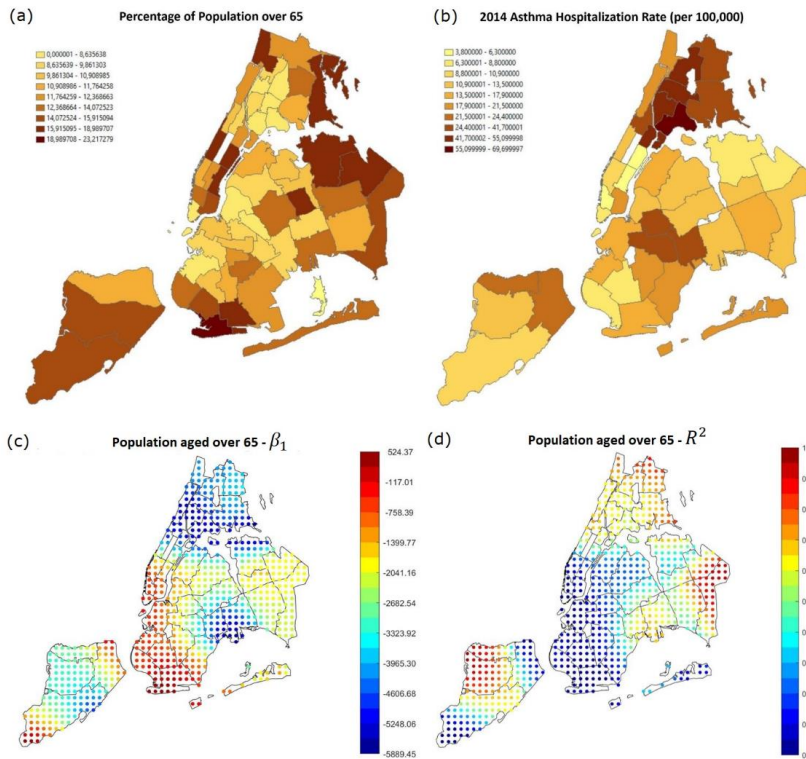 (a)
Percentage of Population over 65
0,000001 - 8,635638
8,635639 - 9,861303
9,861304 - 10,908985
10,908986 - 11,764258
11,764259 - 12,368663
12,368664 - 14,072523
14,072524 - 15,915094
15,915095 - 18,989707
18,989708 - 23,217279
(b)
2014 Asthma Hospitalization Rate (per 100,000)
3,800000 - 6,300000
6,300001 - 8,800000
8,800001 - 10,900000
10,900001 - 13,500000
13,500001 - 17,900000
17,900001 - 21,500000
21,500001 - 24,400000
24,400001 - 41,700001
41,700002 - 55,099998
55,099999 - 69,699997
(c)
Population aged over 65 - β₁
524.37
-117.01
-758.39
-1399.77
-2041.16
-2682.54
-3323.92
-3965.30
-4606.68
-5248.06
-5889.45
(d)
Population aged over 65 - R²